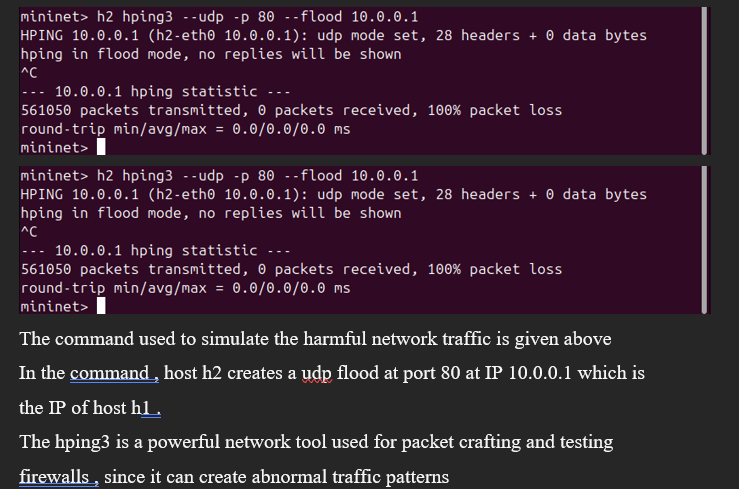 mininet> h2 hping3 --udp -p 80 --flood 10.0.0.1
HPING 10.0.0.1 (h2-eth0 10.0.0.1): udp mode set, 28 headers + 0 data bytes
hping in flood mode, no replies will be shown
^C
--- 10.0.0.1 hping statistic ---
561050 packets transmitted, 0 packets received, 100% packet loss
round-trip min/avg/max = 0.0/0.0/0.0 ms
mininet>
mininet> h2 hping3 --udp -p 80 --flood 10.0.0.1
HPING 10.0.0.1 (h2-eth0 10.0.0.1): udp mode set, 28 headers + 0 data bytes
hping in flood mode, no replies will be shown
^C
--- 10.0.0.1 hping statistic ---
561050 packets transmitted, 0 packets received, 100% packet loss
round-trip min/avg/max = 0.0/0.0/0.0 ms
mininet>
The command used to simulate the harmful network traffic is given above
In the command , host h2 creates a udp flood at port 80 at IP 10.0.0.1 which is
the IP of host h1 .
The hping3 is a powerful network tool used for packet crafting and testing
firewalls , since it can create abnormal traffic patterns